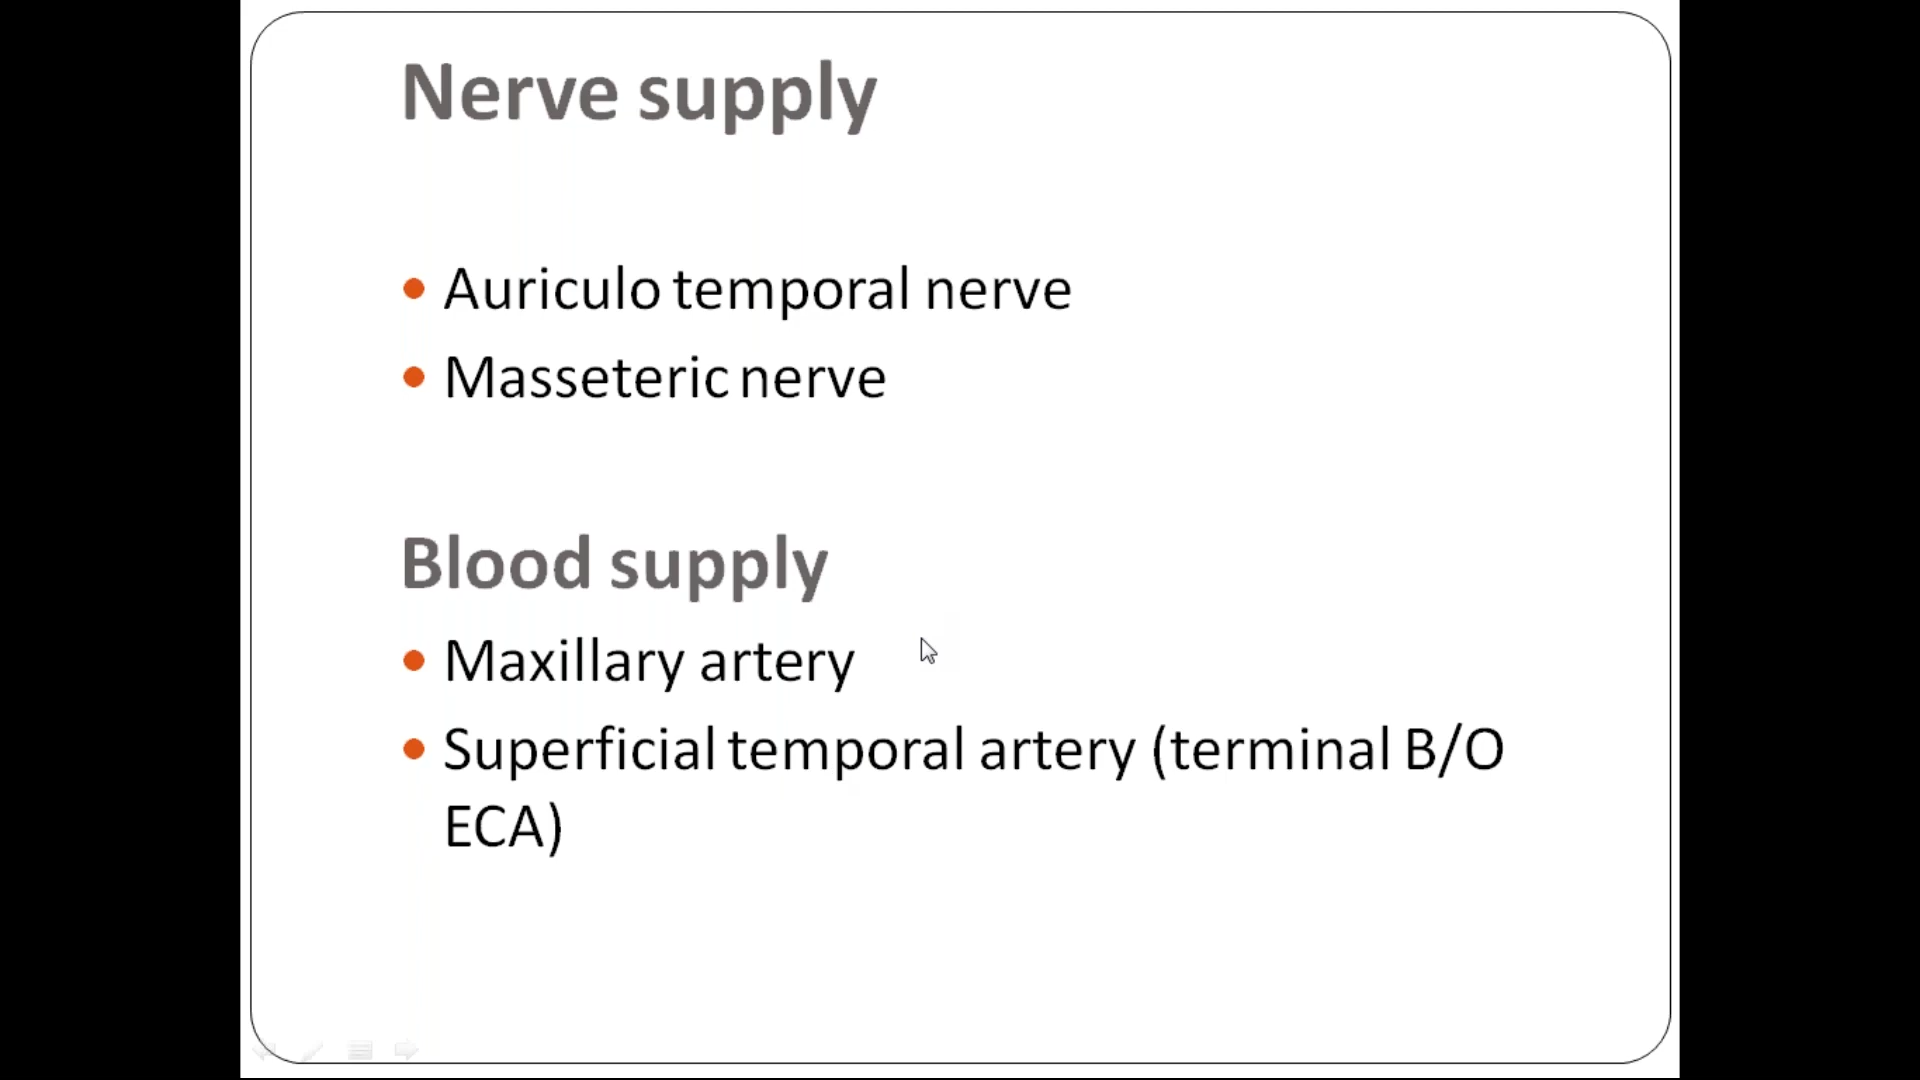 Nerve supply
Auriculo temporal nerve
Masseteric nerve
Blood supply
Maxillary artery
Superficial temporal artery (terminal B/O
ECA)